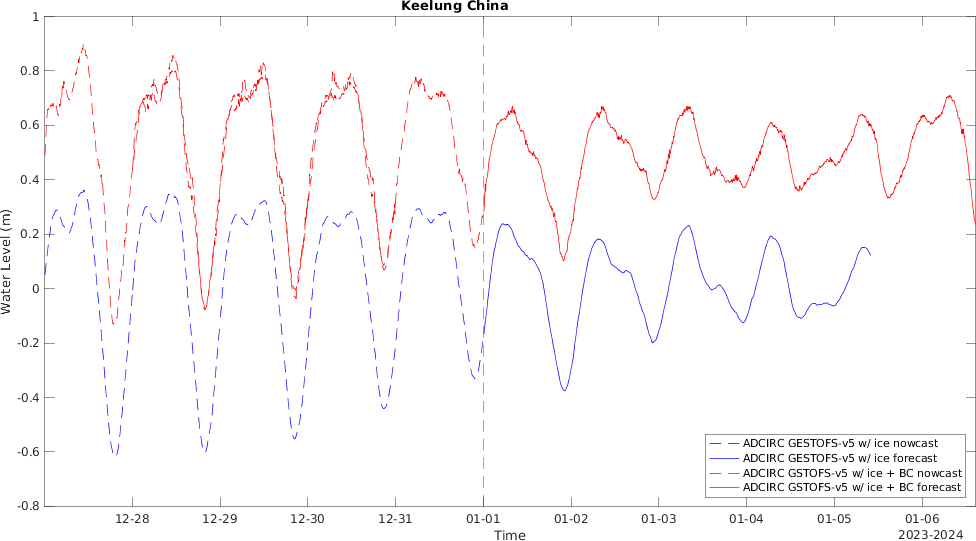 Keelung China
1
0.8
0.6
0.4
0.2
0
-0.2
-0.4
-0.6
-0.8
Water Level (m)
ADCIRC GESTOFS-v5 w/ ice nowcast
ADCIRC GESTOFS-v5 w/ ice forecast
ADCIRC GSTOFS-v5 w/ ice + BC nowcast
ADCIRC GSTOFS-v5 w/ ice + BC forecast
12-28 12-29 12-30 12-31 01-01 01-02 01-03 01-04 01-05 01-06
Time
2023-2024